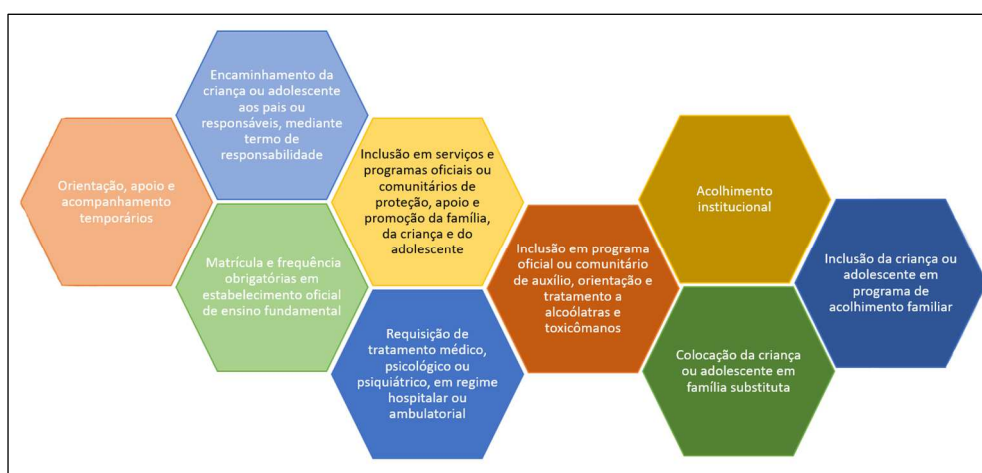 Orientação, apoio e
acompanhamento
temporários
Encaminhamento da
criança ou adolescente
aos pais ou
responsáveis, mediante
termo de
responsabilidade
Matrícula e frequência
obrigatórias em
estabelecimento oficial
de ensino fundamental
Inclusão em serviços e
programas oficiais ou
comunitários de
proteção, apoio e
promoção da família,
da criança e do
adolescente
Requisição de
tratamento médico,
psicológico ou
psiquiátrico, em regime
hospitalar ou
ambulatorial
Inclusão em programa
oficial ou comunitário
de auxílio, orientação e
tratamento a
alcoólatras e
toxicômanos
Acolhimento
institucional
Colocação da criança
ou adolescente em
família substituta
Inclusão da criança ou
adolescente em
programa de
acolhimento familiar